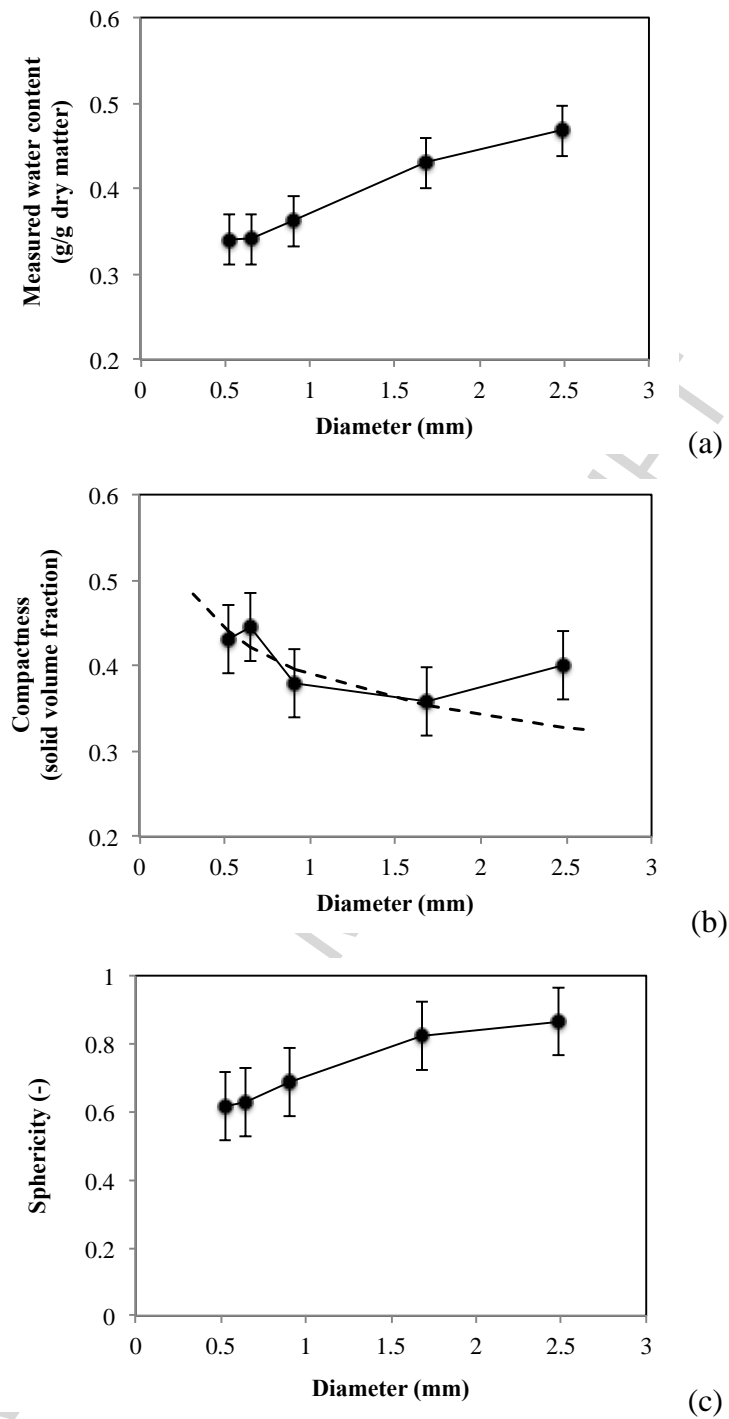 0.6
0.5
0.4
0.3
0.2
Measured water content
(g/g dry matter)
0 0.5 1 1.5 2 2.5 3
Diameter (mm)
(a)
0.6
0.5
0.4
0.3
0.2
Compactness
(solid volume fraction)
0 0.5 1 1.5 2 2.5 3
Diameter (mm)
(b)
1
0.8
0.6
0.4
0.2
0
Sphericity (-)
0 0.5 1 1.5 2 2.5 3
Diameter (mm)
(c)